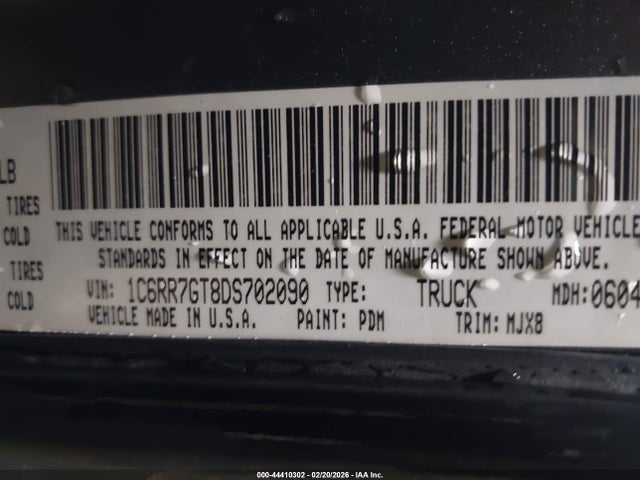 LB
TIRES
COLD THIS VEHICLE CONFORMS TO ALL APPLICABLE U.S.A. FEDERAL MOTOR VEHICLE
STANDARDS IN EFFECT ON THE DATE OF MANUFACTURE SHOWN ABOVE.
TIRES
COLD VIN: 1C6RR7GT8DS702090 TYPE: TRUCK MDH:0604
VEHICLE MADE IN U.S.A. PAINT: PDM TRIM: MJX8
000-44410302 - 02/20/2026 - IAA Inc.